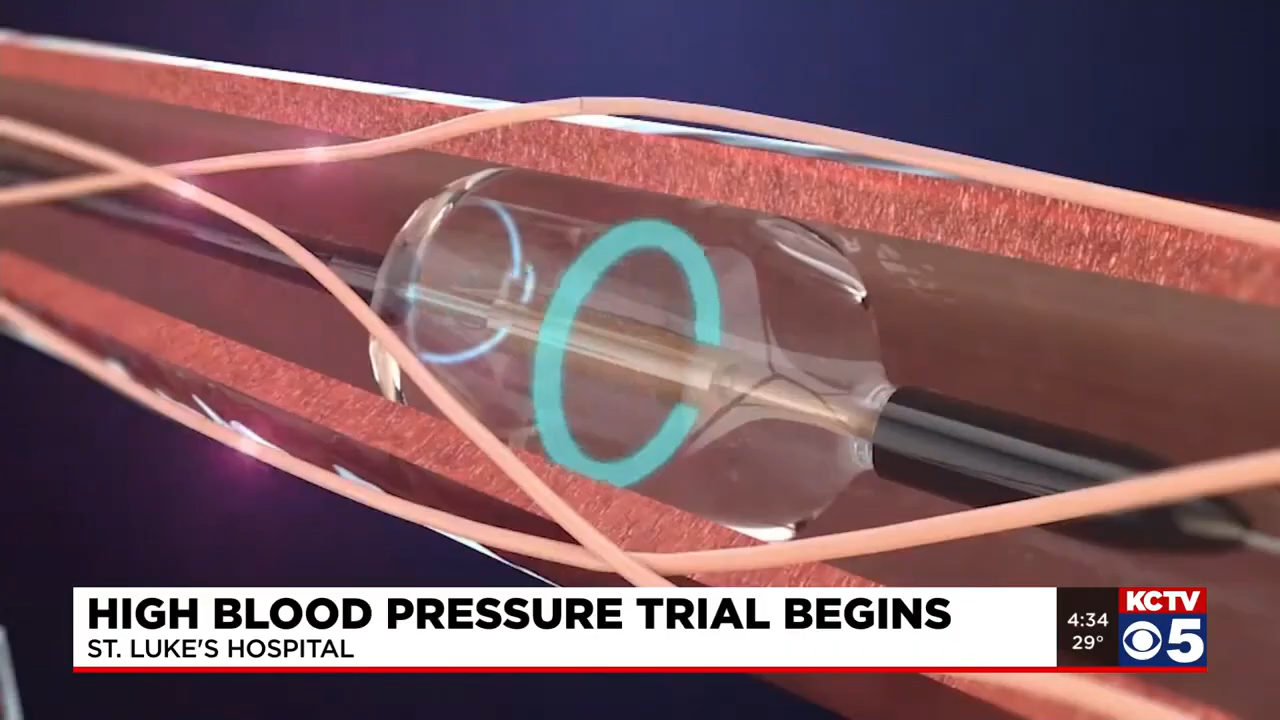 HIGH BLOOD PRESSURE TRIAL BEGINS
ST. LUKE'S HOSPITAL
4:34
29°
KCTV
5